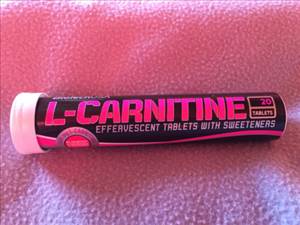 L-CARNITINE
20
TABLETS
EFFERVESCENT TABLETS WITH SWEETENERS